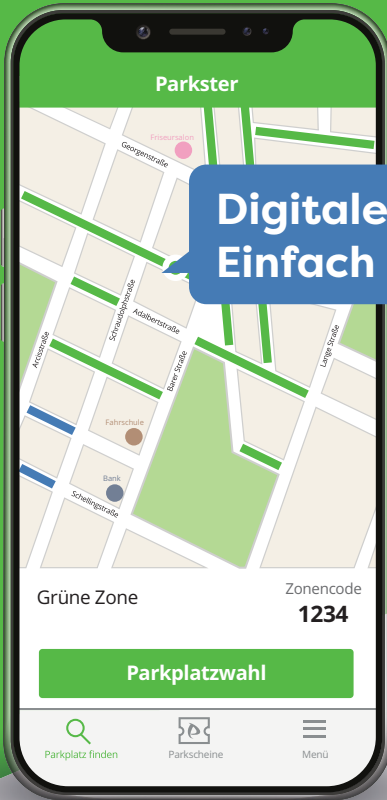 Parkster
Friseursalon
Georgenstraße
Digitale
Einfach
Schraudolphstraße
Adalbertstraße
Arcisstraße
Barer Straße
Lange Straße
Fahrschule
Bank
Schellingstraße
Grüne Zone
Zonencode
1234
Parkplatzwahl
Parkplatz finden
Parkscheine
Menü